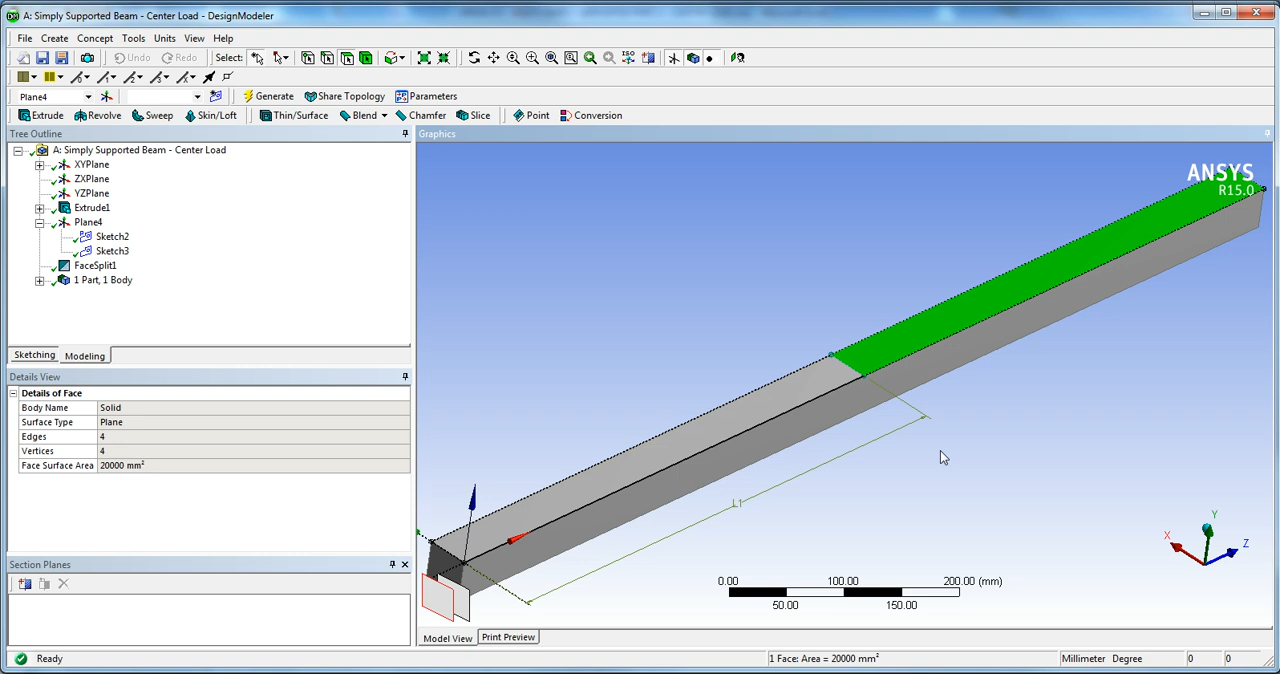 A: Simply Supported Beam - Center Load - DesignModeler
File Create Concept Tools Units View Help
Undo Redo Select: ISO
Plane4 Generate Share Topology Parameters
Extrude Revolve Sweep Skin/Loft Thin/Surface Blend Chamfer Slice Point Conversion
Tree Outline
A: Simply Supported Beam - Center Load
XYPlane
ZXPlane
YZPlane
Extrude1
Plane4
Sketch2
Sketch3
FaceSplit1
1 Part, 1 Body
Sketching Modeling
Details View
Details of Face
Body Name Solid
Surface Type Plane
Edges 4
Vertices 4
Face Surface Area 20000 mm²
Section Planes
Graphics
ANSYS
R15.0
L1
Y
X
Z
0.00 100.00 200.00 (mm)
50.00 150.00
Model View Print Preview
Ready 1 Face: Area = 20000 mm² Millimeter Degree 0 0